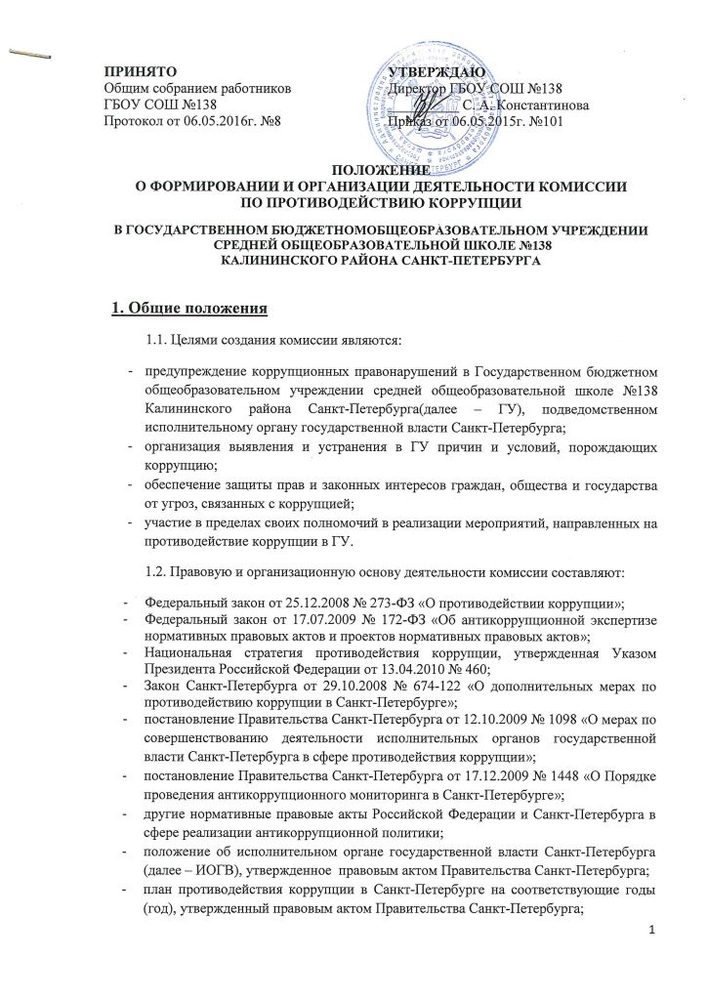 ПРИНЯТО
Общим собранием работников
ГБОУ СОШ №138
Протокол от 06.05.2016г. №8
УТВЕРЖДАЮ
Директор ГБОУ СОШ №138
С. А. Константинова
Приказ от 06.05.2015г. №101
ПОЛОЖЕНИЕ
О ФОРМИРОВАНИИ И ОРГАНИЗАЦИИ ДЕЯТЕЛЬНОСТИ КОМИССИИ
ПО ПРОТИВОДЕЙСТВИЮ КОРРУПЦИИ
В ГОСУДАРСТВЕННОМ БЮДЖЕТНОМОБЩЕОБРАЗОВАТЕЛЬНОМ УЧРЕЖДЕНИИ
СРЕДНЕЙ ОБЩЕОБРАЗОВАТЕЛЬНОЙ ШКОЛЕ №138
КАЛИНИНСКОГО РАЙОНА САНКТ-ПЕТЕРБУРГА
1. Общие положения
1.1. Целями создания комиссии являются:
- предупреждение коррупционных правонарушений в Государственном бюджетном
общеобразовательном учреждении средней общеобразовательной школе №138
Калининского района Санкт-Петербурга(далее – ГУ), подведомственном
исполнительному органу государственной власти Санкт-Петербурга;
- организация выявления и устранения в ГУ причин и условий, порождающих
коррупцию;
- обеспечение защиты прав и законных интересов граждан, общества и государства
от угроз, связанных с коррупцией;
- участие в пределах своих полномочий в реализации мероприятий, направленных на
противодействие коррупции в ГУ.
1.2. Правовую и организационную основу деятельности комиссии составляют:
- Федеральный закон от 25.12.2008 № 273-ФЗ «О противодействии коррупции»;
- Федеральный закон от 17.07.2009 № 172-ФЗ «Об антикоррупционной экспертизе
нормативных правовых актов и проектов нормативных правовых актов»;
- Национальная стратегия противодействия коррупции, утвержденная Указом
Президента Российской Федерации от 13.04.2010 № 460;
- Закон Санкт-Петербурга от 29.10.2008 № 674-122 «О дополнительных мерах по
противодействию коррупции в Санкт-Петербурге»;
- постановление Правительства Санкт-Петербурга от 12.10.2009 № 1098 «О мерах по
совершенствованию деятельности исполнительных органов государственной
власти Санкт-Петербурга в сфере противодействия коррупции»;
- постановление Правительства Санкт-Петербурга от 17.12.2009 № 1448 «О Порядке
проведения антикоррупционного мониторинга в Санкт-Петербурге»;
- другие нормативные правовые акты Российской Федерации и Санкт-Петербурга в
сфере реализации антикоррупционной политики;
- положение об исполнительном органе государственной власти Санкт-Петербурга
(далее – ИОГВ), утвержденное правовым актом Правительства Санкт-Петербурга;
- план противодействия коррупции в Санкт-Петербурге на соответствующие годы
(год), утвержденный правовым актом Правительства Санкт-Петербурга;
1